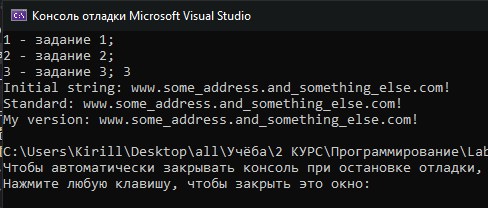 Консоль отладки Microsoft Visual Studio
1 - задание 1;
2 - задание 2;
3 - задание 3; 3
Initial string: www.some_address.and_something_else.com!
Standard: www.some_address.and_something_else.com!
My version: www.some_address.and_something_else.com!
C:\Users\Kirill\Desktop\all\Учёба\2 КУРС\Программирование\Lab
Чтобы автоматически закрывать консоль при остановке отладки,
Нажмите любую клавишу, чтобы закрыть это окно: